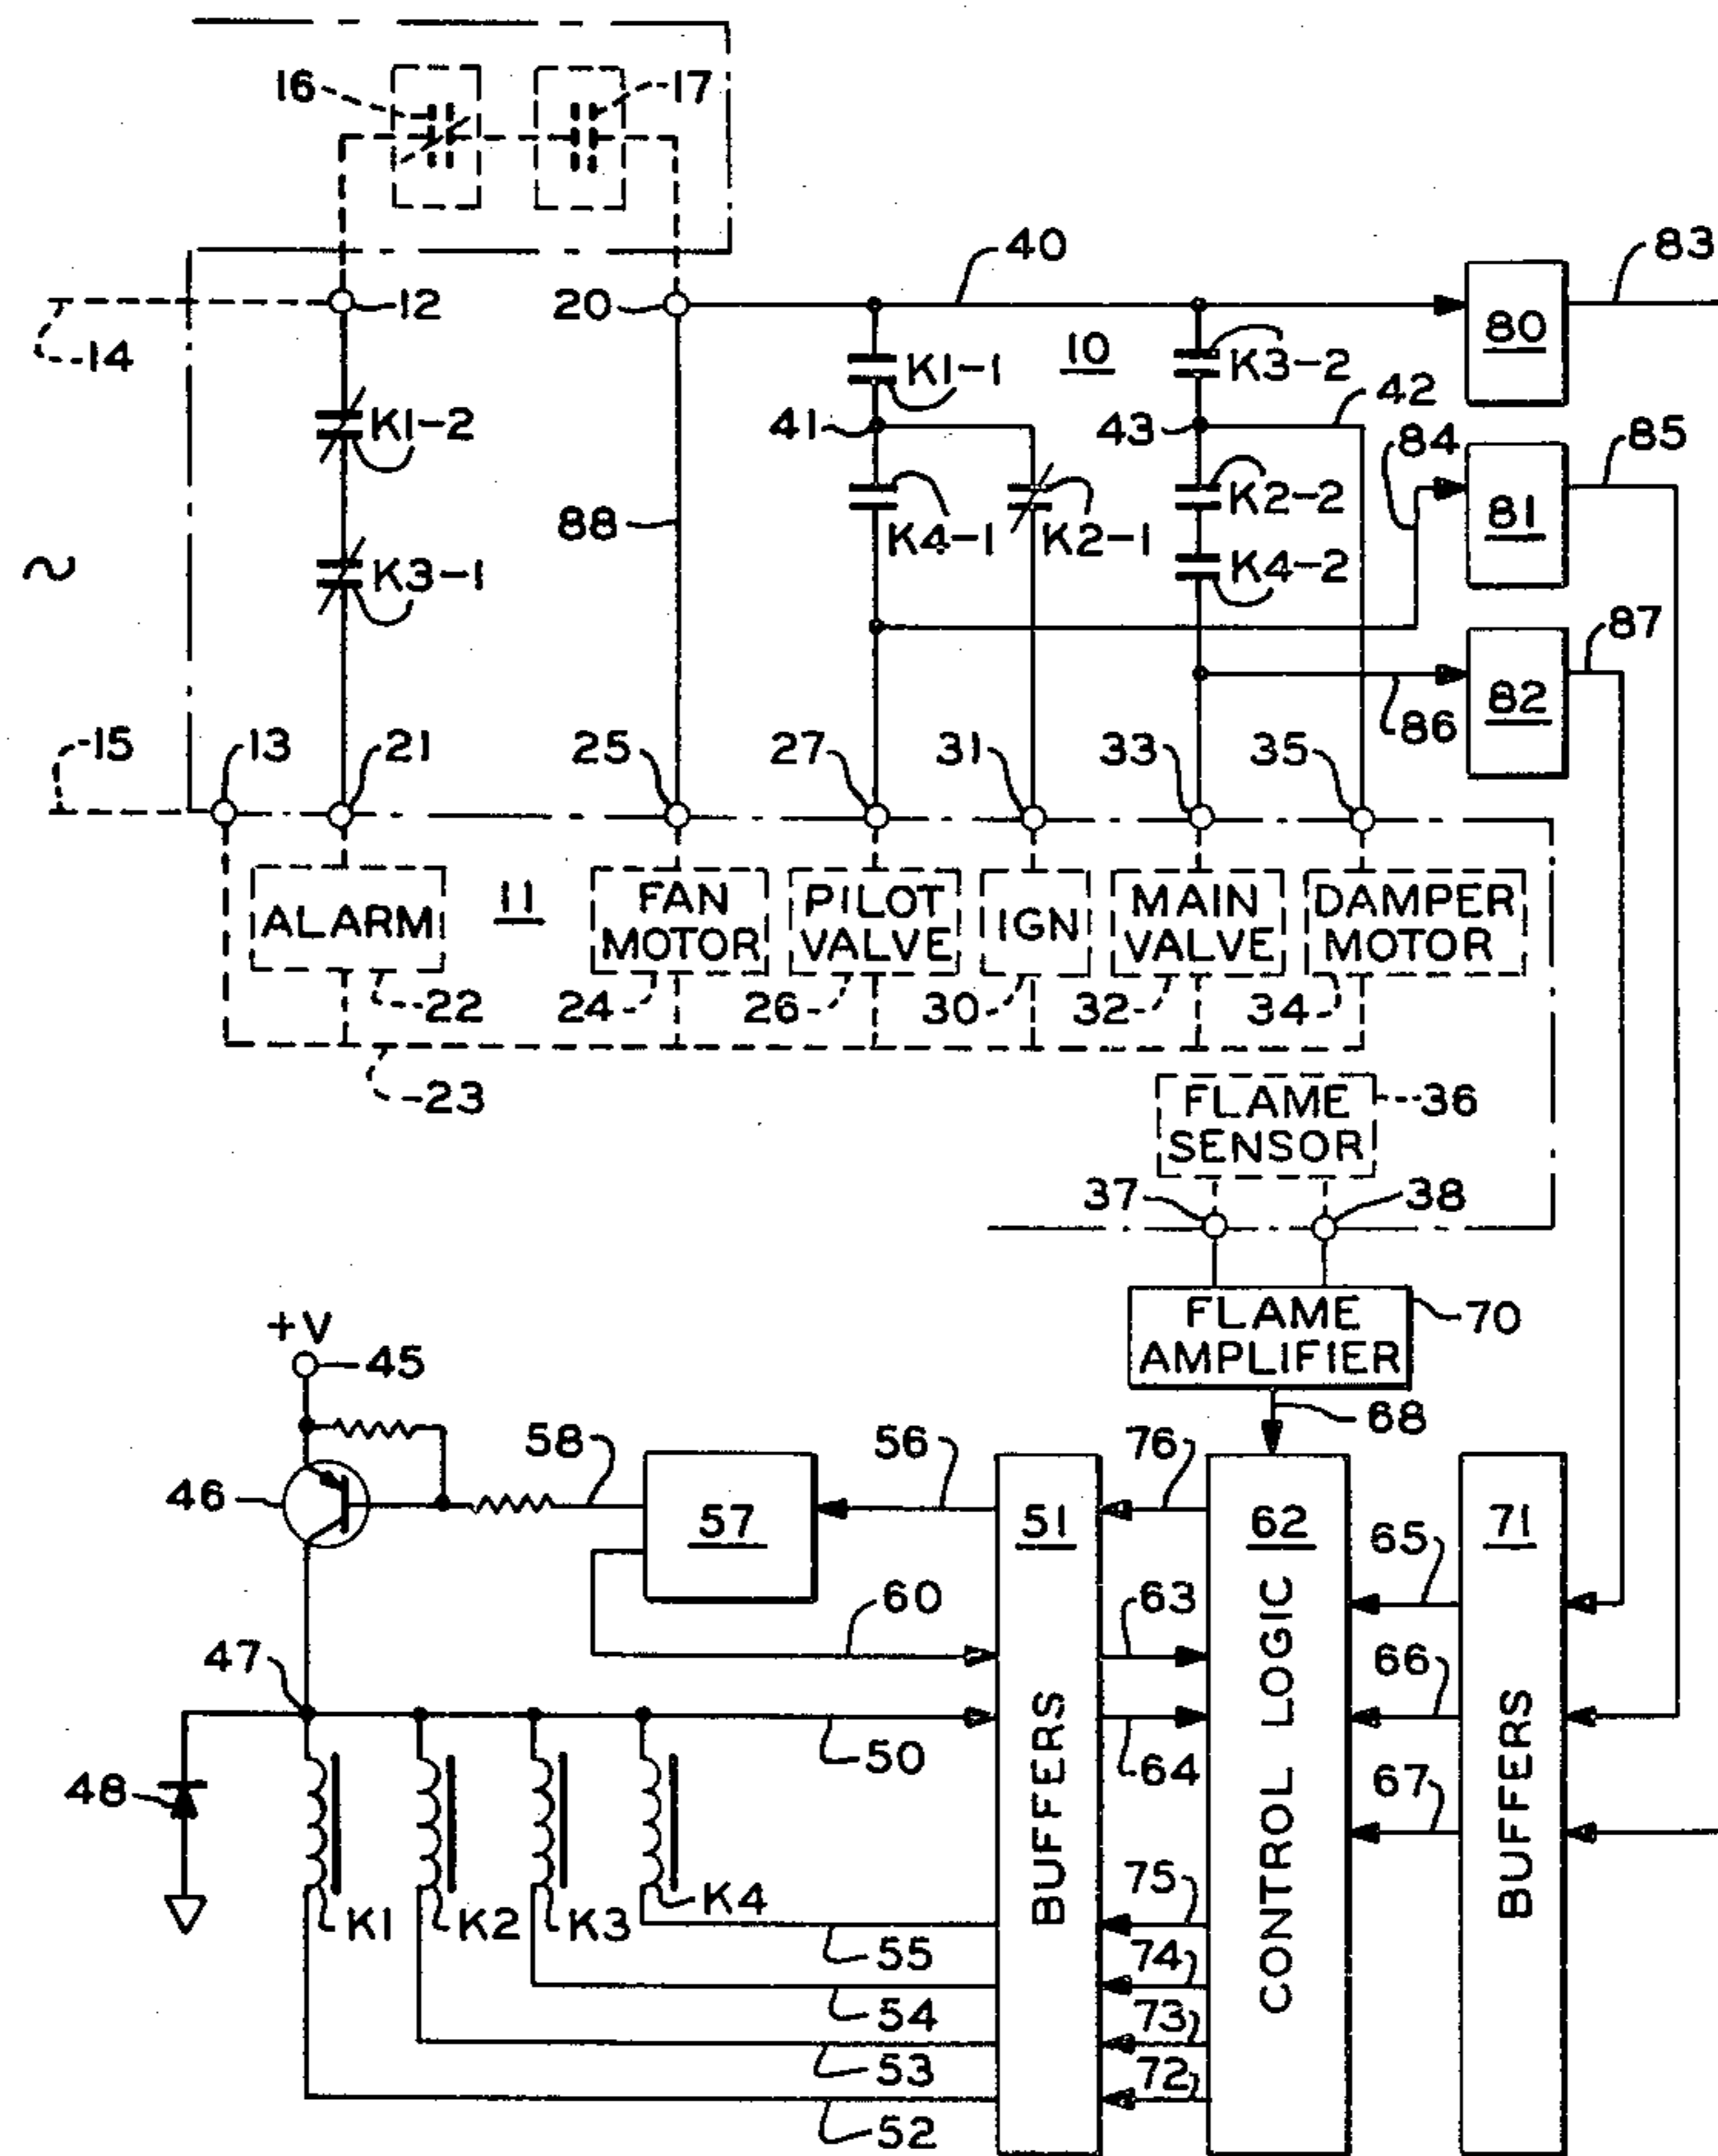 16 17
40 83
12 20 80
14 K1-1 10 K3-2 42
K1-2 41 43 84 85
88 K4-1 K2-1 K2-2 81
~ K3-1 K4-2
87
82
15 13 21 25 27 31 33 35 86
ALARM 11 FAN MOTOR PILOT VALVE IGN MAIN VALVE DAMPER MOTOR
22 24 26 30 32 34
23
FLAME SENSOR 36
37 38
+V FLAME AMPLIFIER 70
45 68
58 56 76
46 57 51 62 71
65
60 63
47 66
50 64
BUFFERS CONTROL LOGIC BUFFERS
67
48
K1 K2 K3 K4 75
55 74
54 73
53 72
52